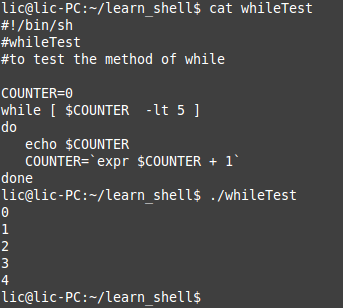 lic@lic-PC:~/learn_shell$ cat whileTest
#!/bin/sh
#whileTest
#to test the method of while

COUNTER=0
while [ $COUNTER  -lt 5 ]
do
   echo $COUNTER
   COUNTER=`expr $COUNTER + 1`
done
lic@lic-PC:~/learn_shell$ ./whileTest
0
1
2
3
4
lic@lic-PC:~/learn_shell$